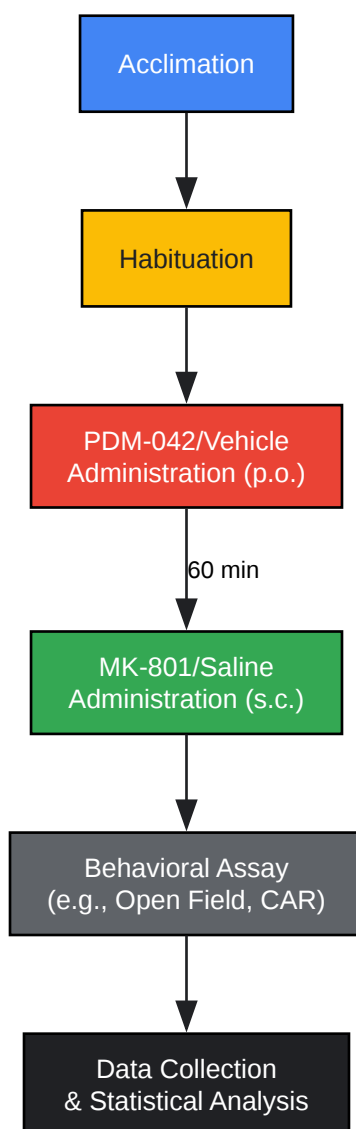 Acclimation
Habituation
PDM-042/Vehicle
Administration (p.o.)
60 min
MK-801/Saline
Administration (s.c.)
Behavioral Assay
(e.g., Open Field, CAR)
Data Collection
& Statistical Analysis